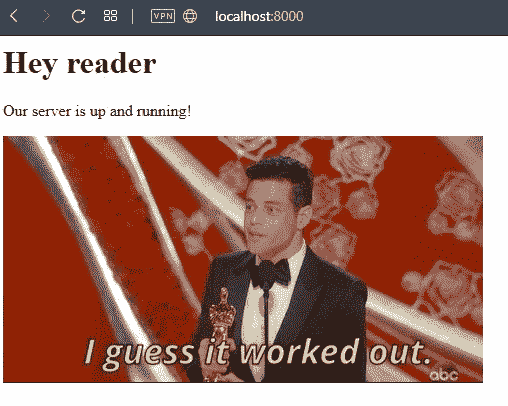 VPN localhost:8000
Hey reader
Our server is up and running!
I guess it worked out.
abc